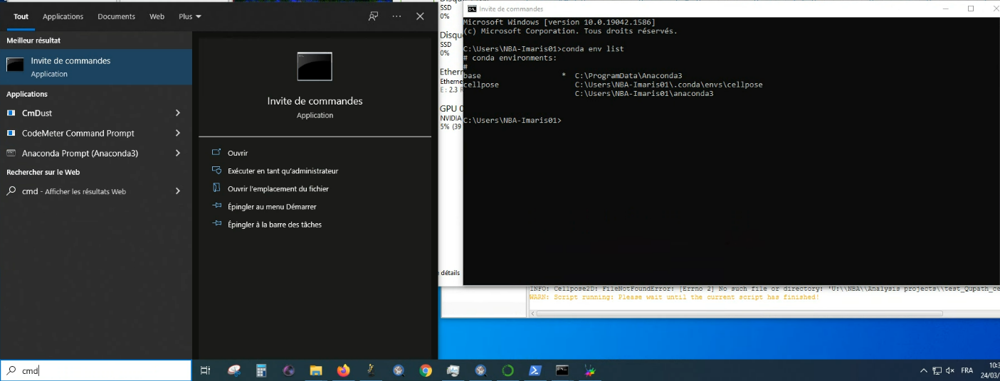 Tout Applications Documents Web Plus
Meilleur résultat
Invite de commandes
Application
Applications
CmDust
CodeMeter Command Prompt
Anaconda Prompt (Anaconda3)
Rechercher sur le Web
cmd - Afficher les résultats Web
Invite de commandes
Application
Ouvrir
Exécuter en tant qu'administrateur
Ouvrir l'emplacement du fichier
Épingler au menu Démarrer
Épingler à la barre des tâches
cmd
SSD
0%
Disqu
SSD
0%
Ethern
Etherne
E : 2.3 R
GPU 0
NVIDIA
5% (39
détails
Invite de commandes
Microsoft Windows [version 10.0.19042.1586]
(c) Microsoft Corporation. Tous droits réservés.
C:\Users\NBA-Imaris01>conda env list
# conda environments:
#
base * C:\ProgramData\Anaconda3
cellpose C:\Users\NBA-Imaris01\.conda\envs\cellpose
C:\Users\NBA-Imaris01\anaconda3
C:\Users\NBA-Imaris01>
INFO: Cellpose2D: FileNotFoundError: [Errno 2] No such file or directory: 'U:\\NBA\\Analysis projects\\test_Qupath_ce
WARN: Script running: Please wait until the current script has finished!
FRA
10:3
24/03/